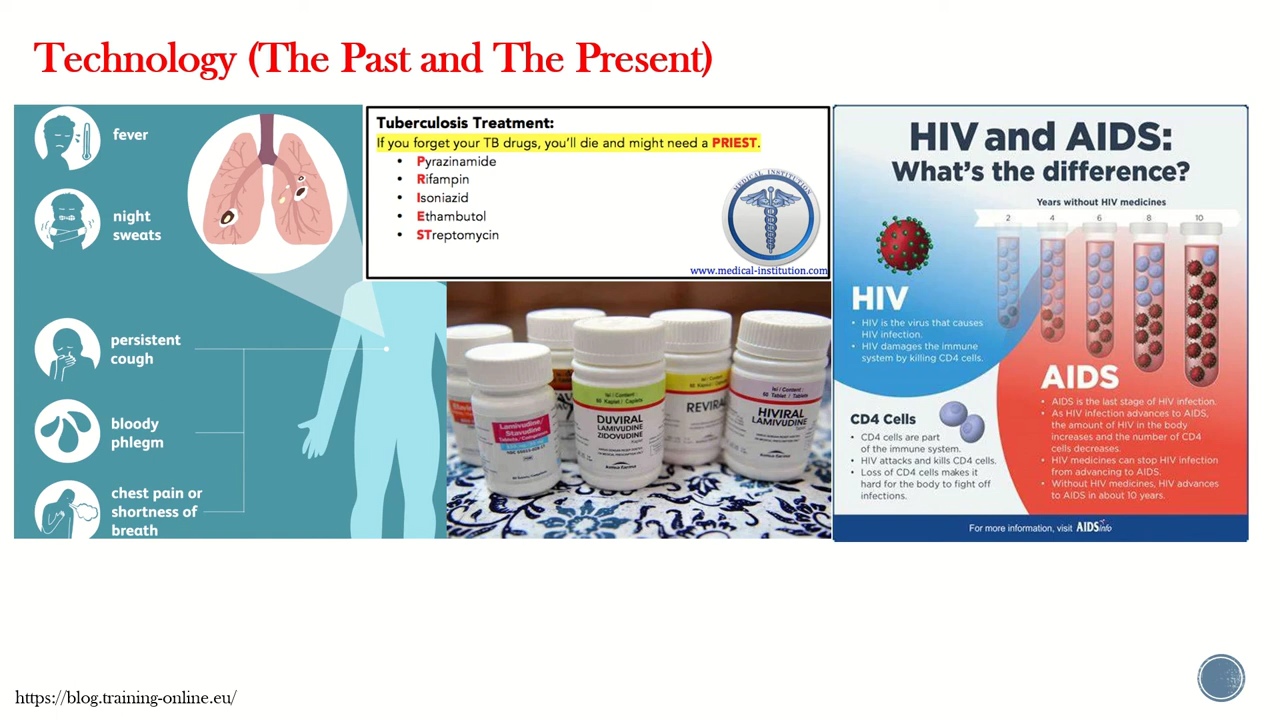 Technology (The Past and The Present)
fever
night
sweats
persistent
cough
bloody
phlegm
chest pain or
shortness of
breath
Tuberculosis Treatment:
If you forget your TB drugs, you'll die and might need a PRIEST.
• Pyrazinamide
• Rifampin
• Isoniazid
• Ethambutol
• STreptomycin
MEDICAL INSTITUTION
www.medical-institution.com
Lamivudine/
Stavudine
DUVIRAL
LAMIVUDINE
ZIDOVUDINE
REVIRAL
HIVIRAL
LAMIVUDINE
HIV and AIDS:
What's the difference?
Years without HIV medicines
2 4 6 8 10
HIV
• HIV is the virus that causes
HIV infection.
• HIV damages the immune
system by killing CD4 cells.
CD4 Cells
• CD4 cells are part
of the immune system.
• HIV attacks and kills CD4 cells.
• Loss of CD4 cells makes it
hard for the body to fight off
infections.
AIDS
• AIDS is the last stage of HIV infection.
• As HIV infection advances to AIDS,
the amount of HIV in the body
increases and the number of CD4
cells decreases.
• HIV medicines can stop HIV infection
from advancing to AIDS.
• Without HIV medicines, HIV advances
to AIDS in about 10 years.
For more information, visit AIDSinfo
https://blog.training-online.eu/